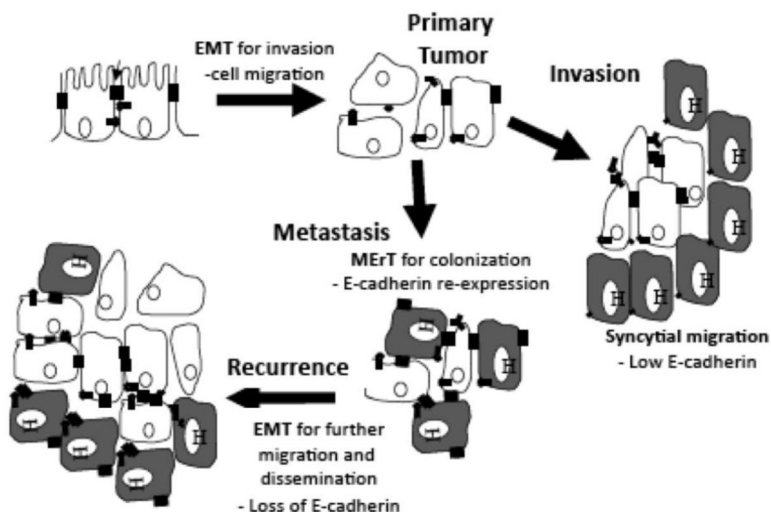 EMT for invasion
-cell migration
Primary
Tumor
Invasion
H
H
H
H
H
H
H
Syncytial migration
- Low E-cadherin
Metastasis
MErT for colonization
- E-cadherin re-expression
H
H
H
Recurrence
EMT for further
migration and
dissemination
- Loss of E-cadherin
H
H
H
H
H